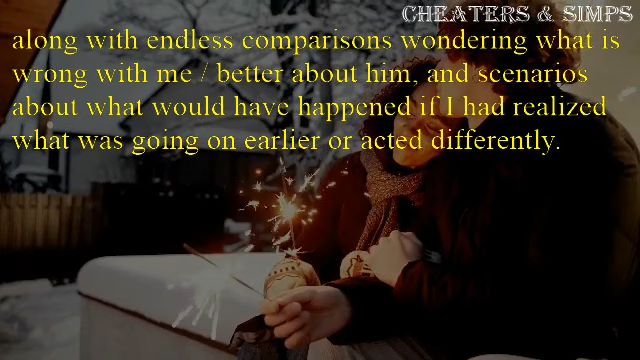 CHEATERS & SIMPS
along with endless comparisons wondering what is
wrong with me / better about him, and scenarios
about what would have happened if I had realized
what was going on earlier or acted differently.